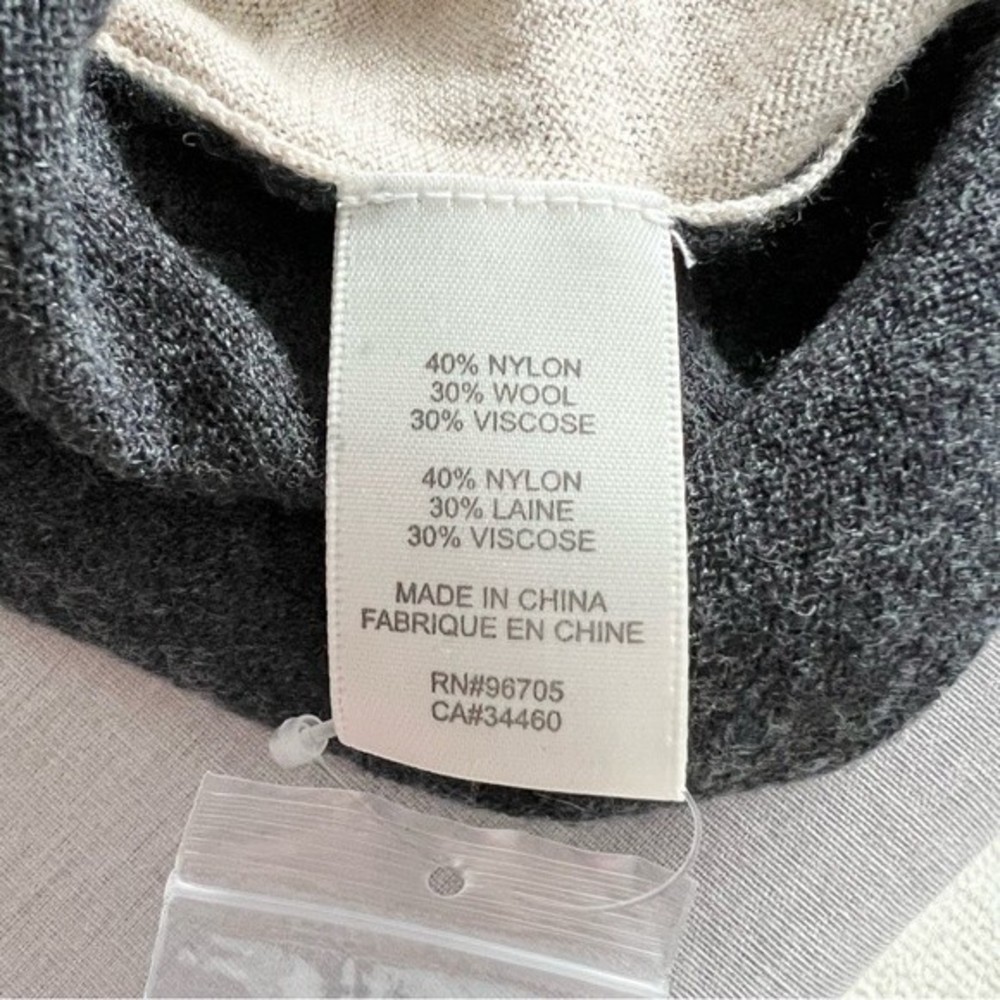 40% NYLON
30% WOOL
30% VISCOSE
40% NYLON
30% LAINE
30% VISCOSE
MADE IN CHINA
FABRIQUE EN CHINE
RN#96705
CA#34460